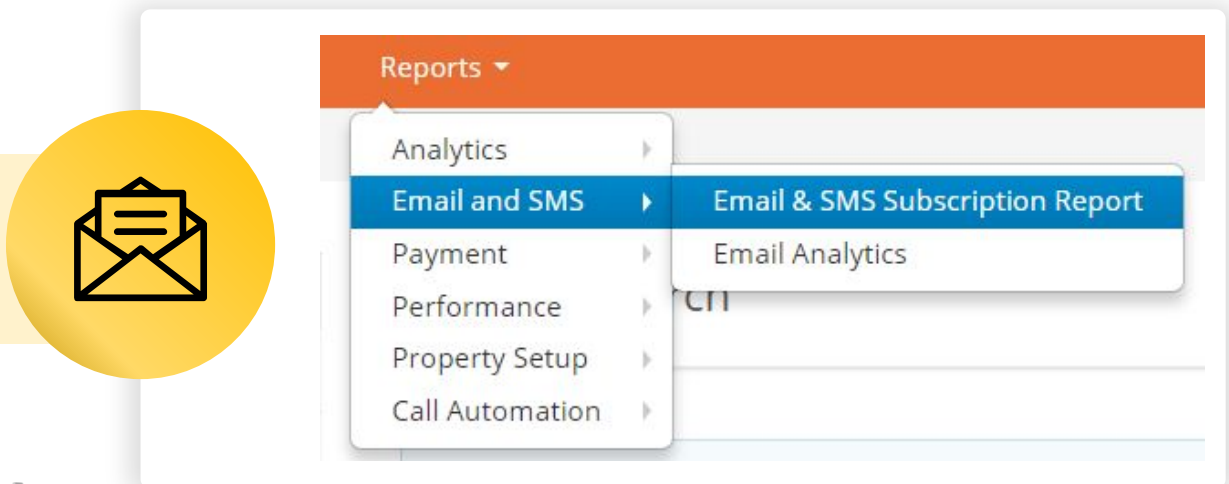 Reports
Analytics
Email and SMS
Email & SMS Subscription Report
Payment
Email Analytics
Performance
Property Setup
Call Automation